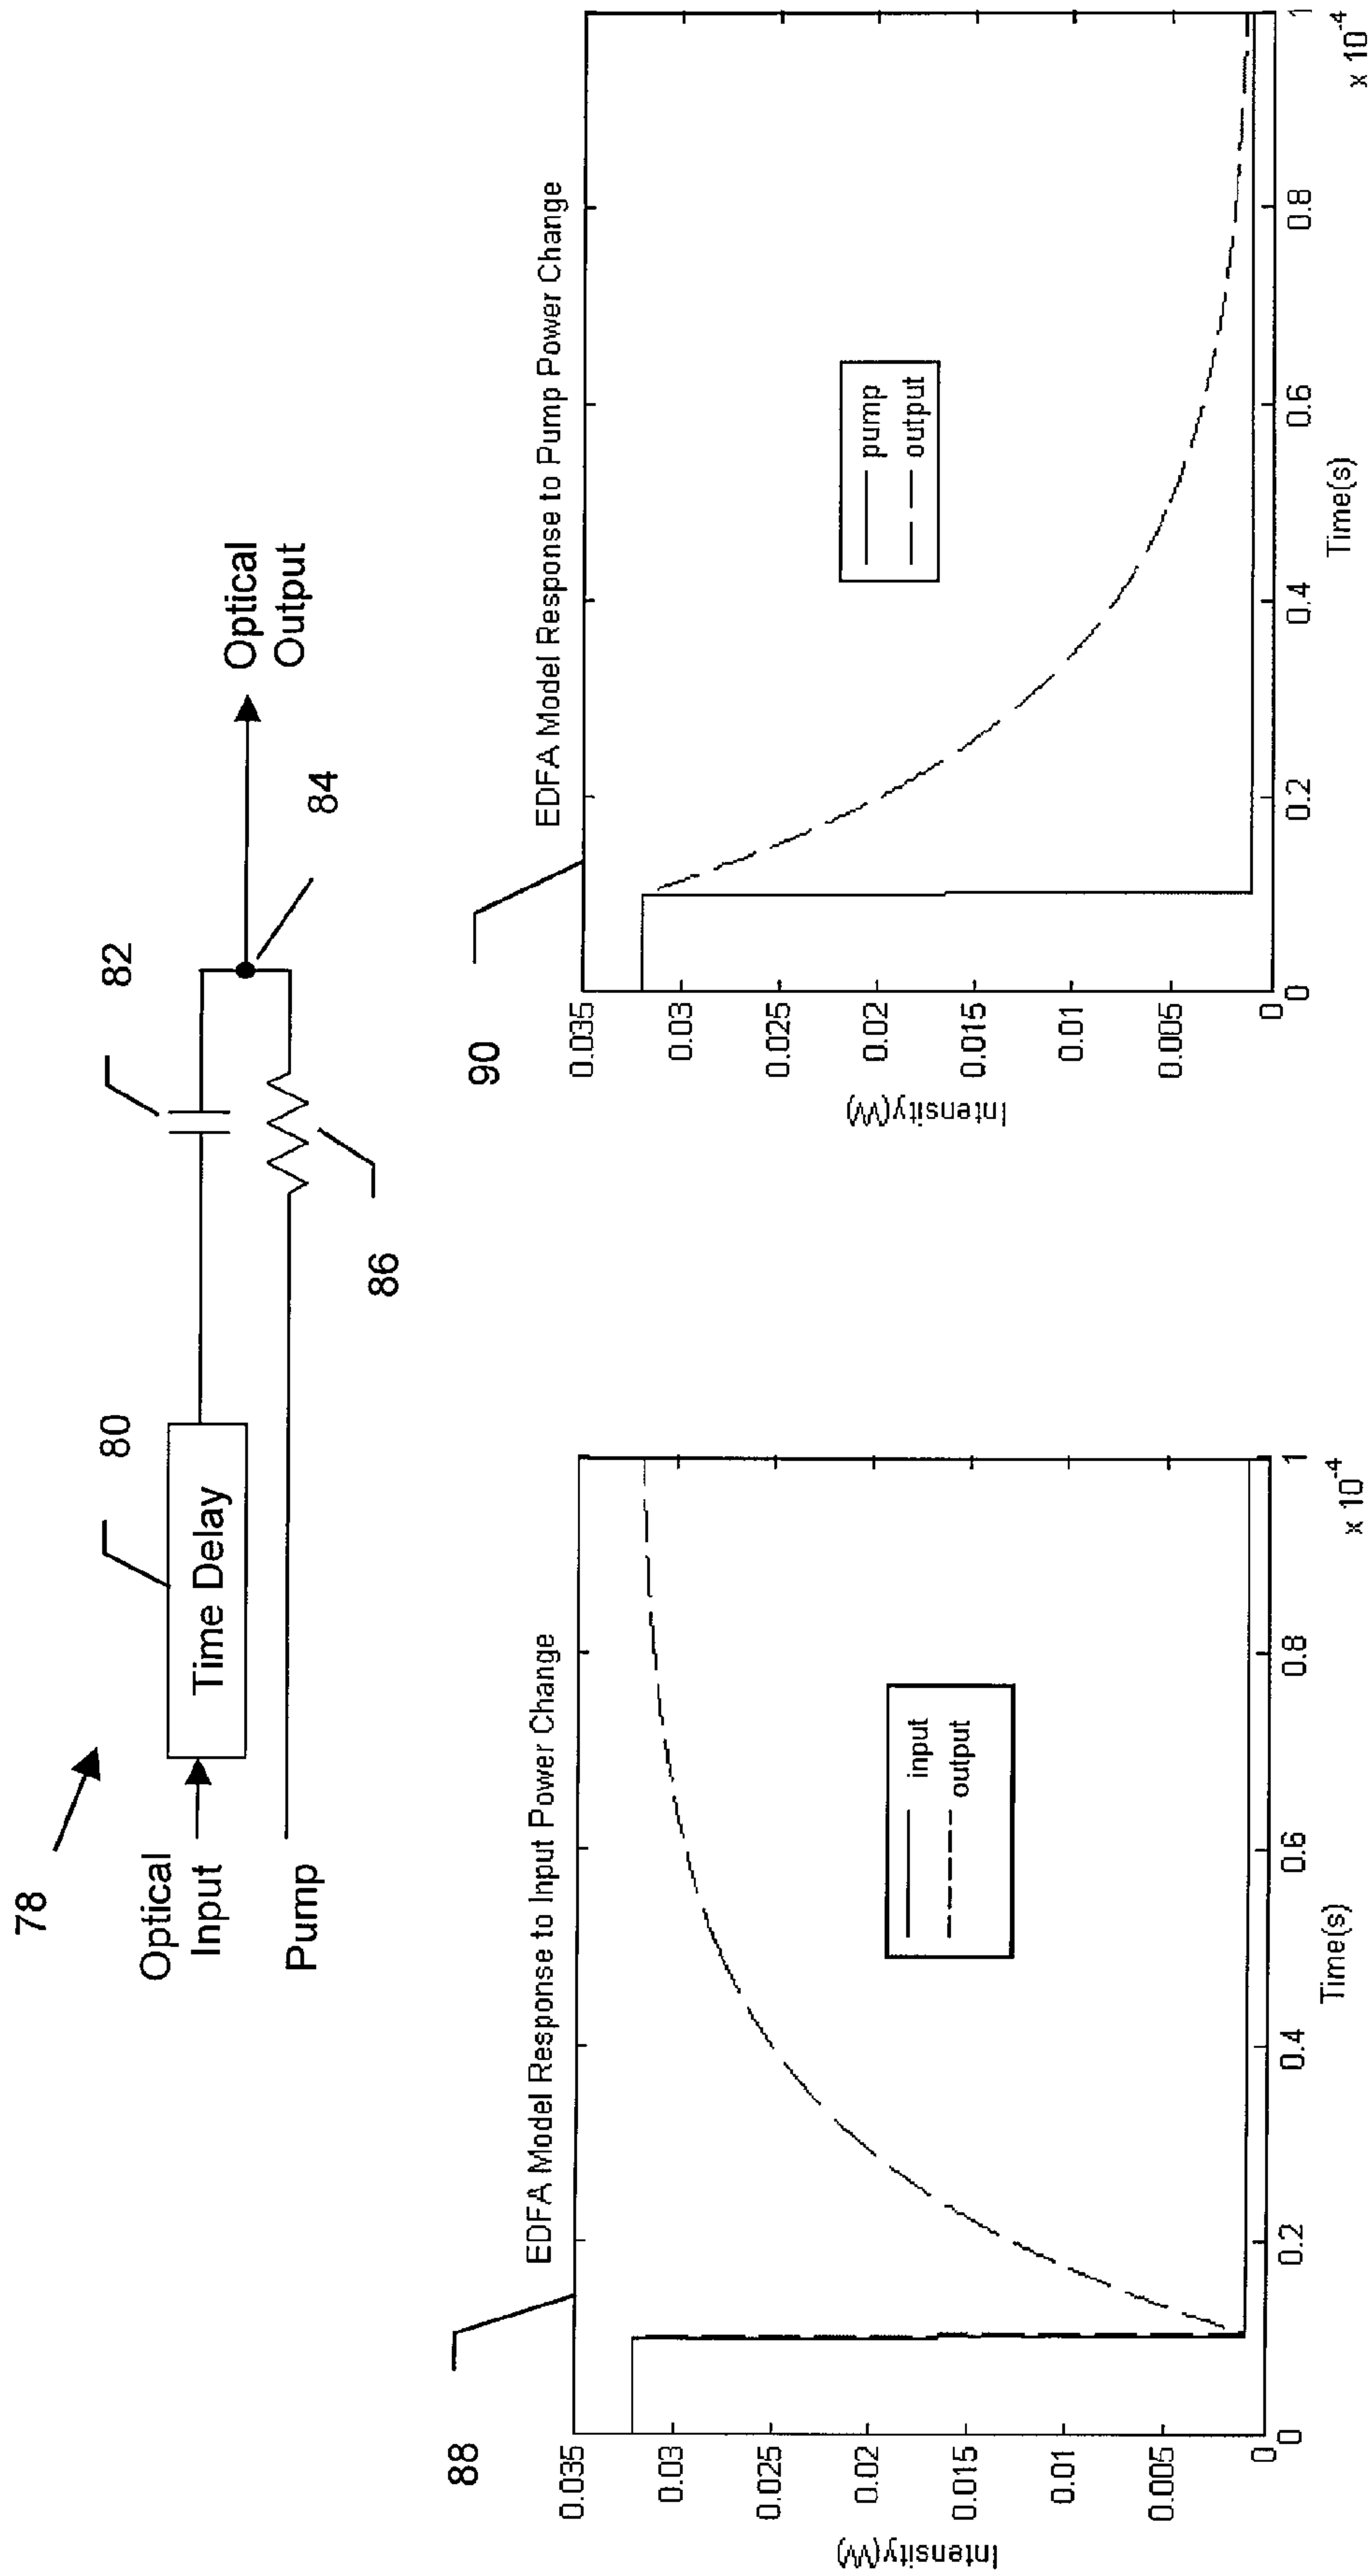 78
Optical
Input
Pump
80
Time Delay
82
86
84
Optical
Output
88
EDFA Model Response to Input Power Change
0.035
0.03
0.025
0.02
0.015
0.01
0.005
0
Intensity(W)
input
output
0
0.2
0.4
0.6
0.8
1
x 10-4
Time(s)
90
EDFA Model Response to Pump Power Change
0.035
0.03
0.025
0.02
0.015
0.01
0.005
0
Intensity(W)
pump
output
0
0.2
0.4
0.6
0.8
1
x 10-4
Time(s)